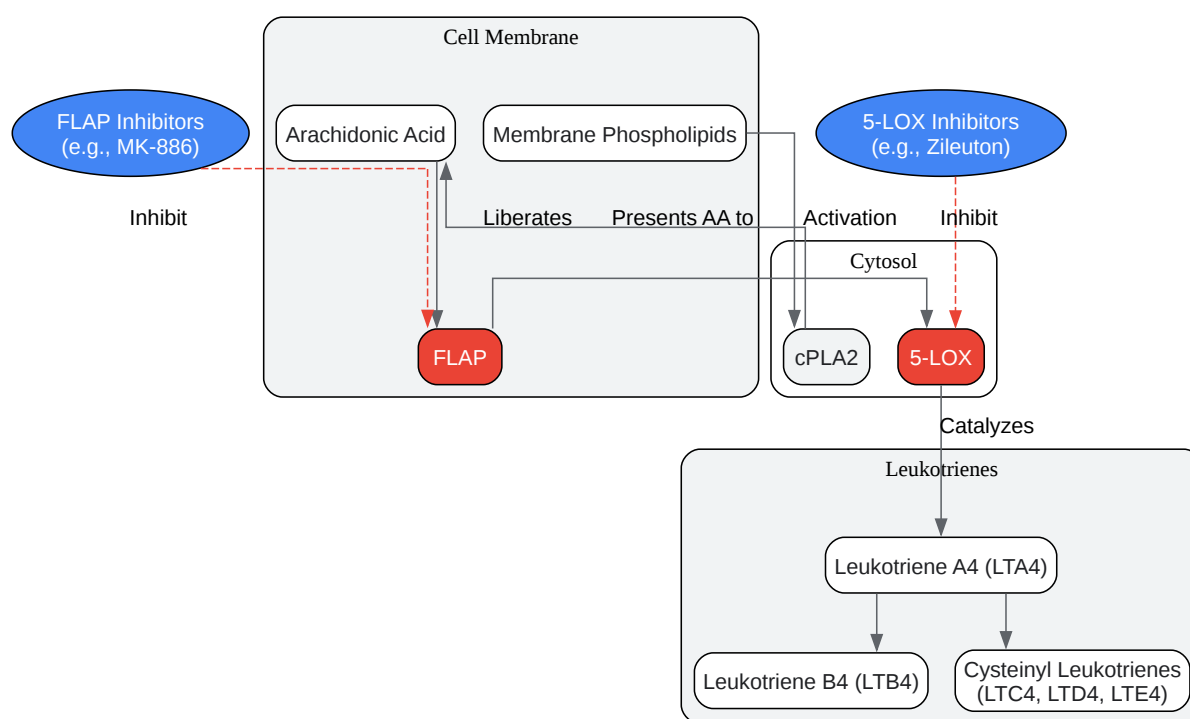 Cell Membrane
FLAP Inhibitors
(e.g., MK-886)
Arachidonic Acid
Membrane Phospholipids
5-LOX Inhibitors
(e.g., Zileuton)
Inhibit
Liberates
Presents AA to
Activation
Inhibit
Cytosol
FLAP
cPLA2
5-LOX
Catalyzes
Leukotrienes
Leukotriene A4 (LTA4)
Leukotriene B4 (LTB4)
Cysteinyl Leukotrienes
(LTC4, LTD4, LTE4)